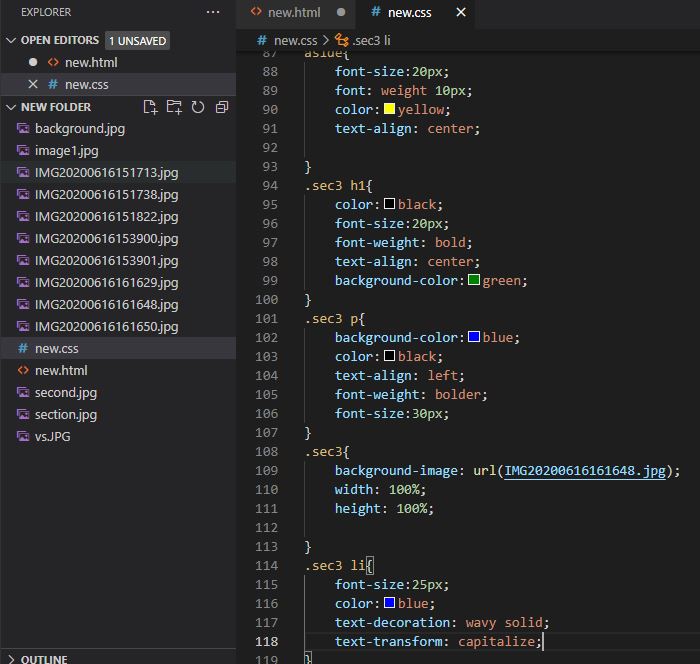 EXPLORER
...
OPEN EDITORS 1 UNSAVED
new.html
new.css
NEW FOLDER
background.jpg
image1.jpg
IMG20200616151713.jpg
IMG20200616151738.jpg
IMG20200616151822.jpg
IMG20200616153900.jpg
IMG20200616153901.jpg
IMG20200616161629.jpg
IMG20200616161648.jpg
IMG20200616161650.jpg
# new.css
<> new.html
second.jpg
section.jpg
vs.JPG
OUTLINE
<> new.html
# new.css
# new.css > .sec3 li
87 aside{
88 font-size:20px;
89 font: weight 10px;
90 color: yellow;
91 text-align: center;
92
93 }
94 .sec3 h1{
95 color: black;
96 font-size:20px;
97 font-weight: bold;
98 text-align: center;
99 background-color: green;
100 }
101 .sec3 p{
102 background-color: blue;
103 color: black;
104 text-align: left;
105 font-weight: bolder;
106 font-size:30px;
107 }
108 .sec3{
109 background-image: url(IMG20200616161648.jpg);
110 width: 100%;
111 height: 100%;
112
113 }
114 .sec3 li{
115 font-size:25px;
116 color: blue;
117 text-decoration: wavy solid;
118 text-transform: capitalize;
119 }